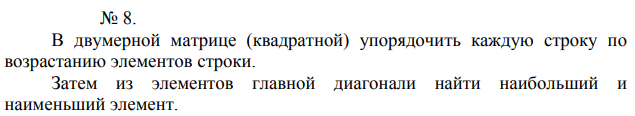 № 8.
В двумерной матрице (квадратной) упорядочить каждую строку по
возрастанию элементов строки.
Затем из элементов главной диагонали найти наибольший и
наименьший элемент.